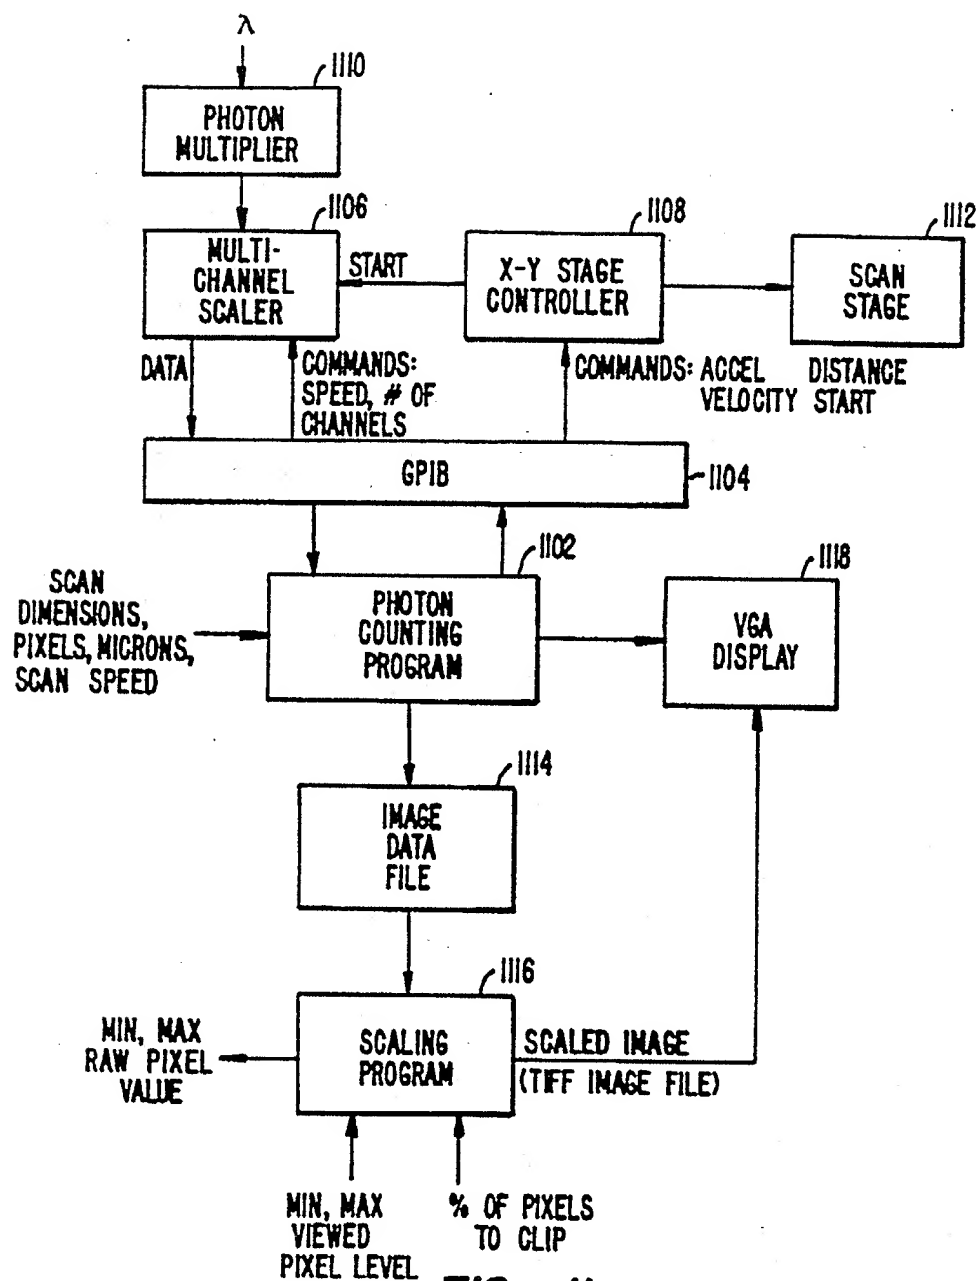 λ
1110
PHOTON
MULTIPLIER
1106
MULTI-
CHANNEL
SCALER
START
1108
X-Y STAGE
CONTROLLER
1112
SCAN
STAGE
DATA
COMMANDS:
SPEED, # OF
CHANNELS
COMMANDS: ACCEL DISTANCE
VELOCITY START
GPIB
1104
1102
PHOTON
COUNTING
PROGRAM
SCAN
DIMENSIONS,
PIXELS, MICRONS,
SCAN SPEED
1118
VGA
DISPLAY
1114
IMAGE
DATA
FILE
1116
SCALING
PROGRAM
MIN, MAX
RAW PIXEL
VALUE
SCALED IMAGE
(TIFF IMAGE FILE)
MIN, MAX
VIEWED
PIXEL LEVEL
% OF PIXELS
TO CLIP